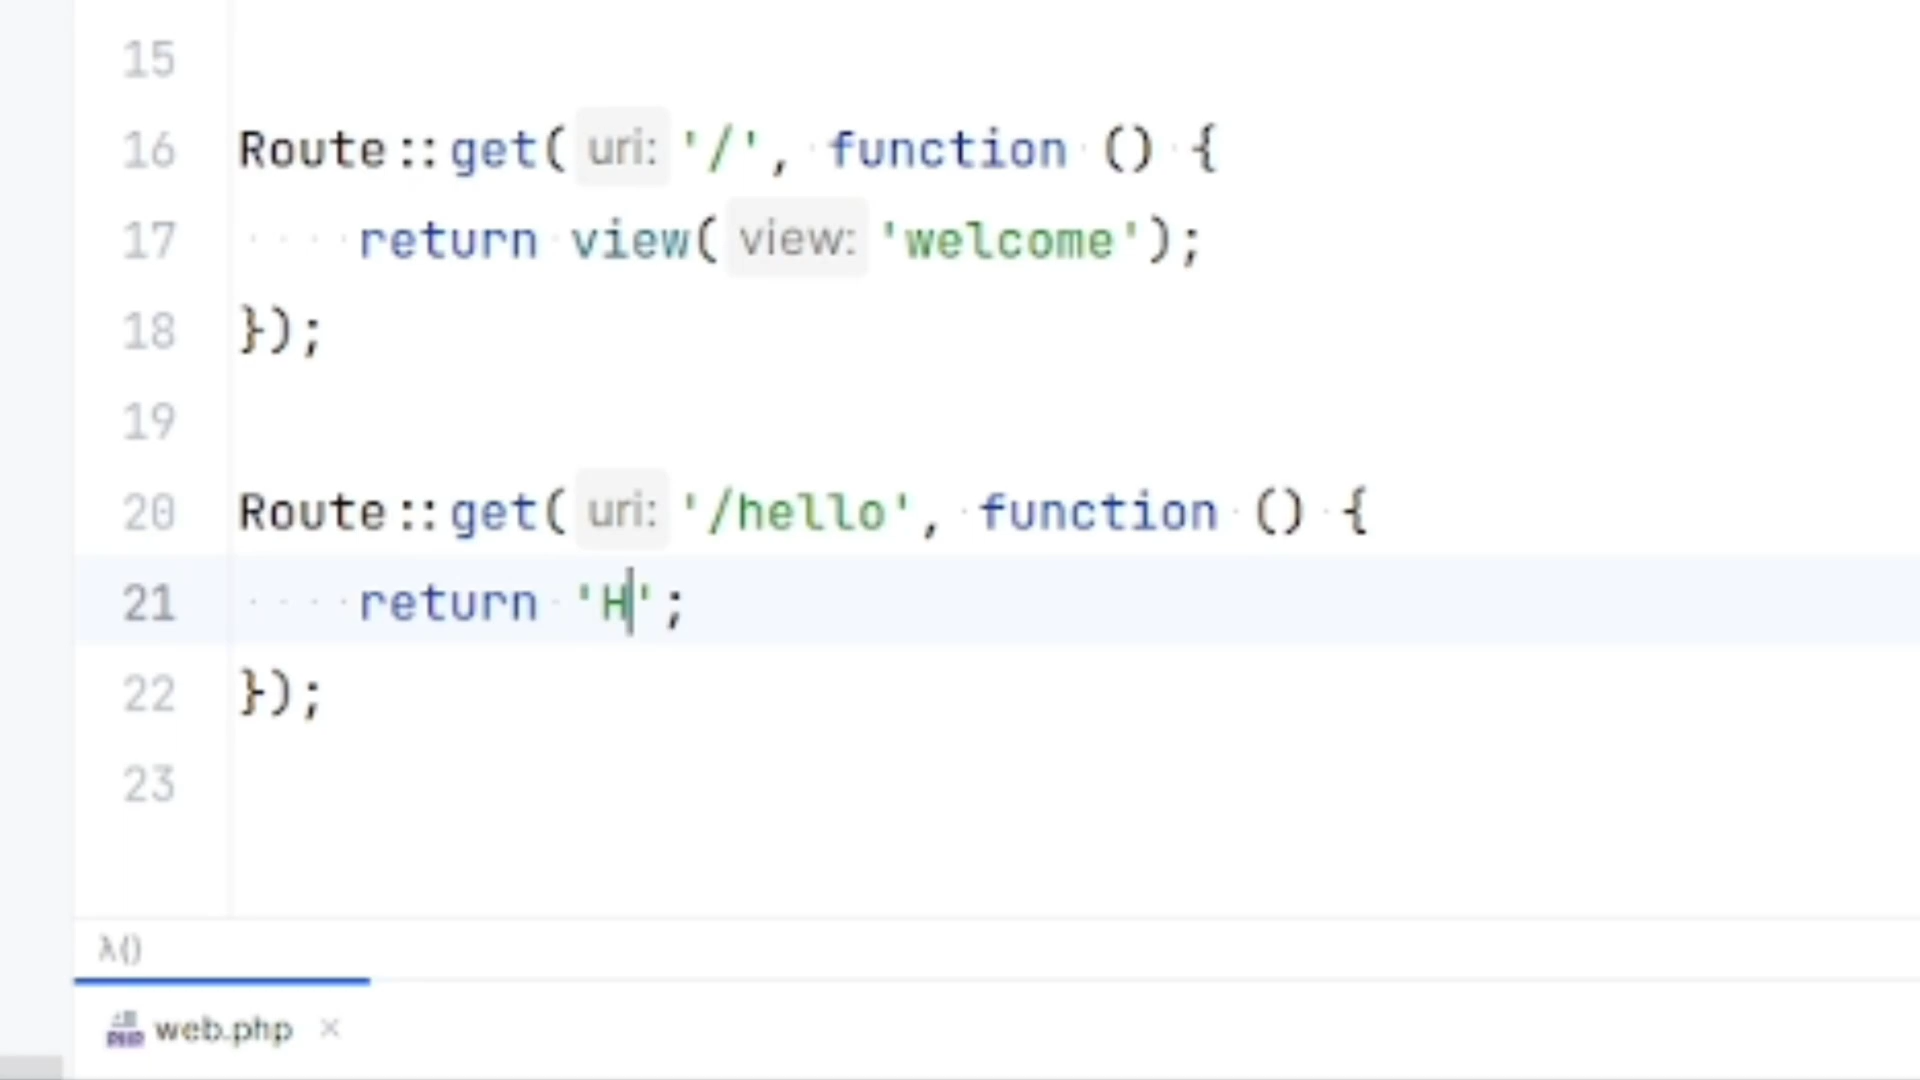 15
16 Route::get( uri: '/', function () {
17 return view( view: 'welcome');
18 });
19
20 Route::get( uri: '/hello', function () {
21 return 'H';
22 });
23
λ()
PHP web.php ×